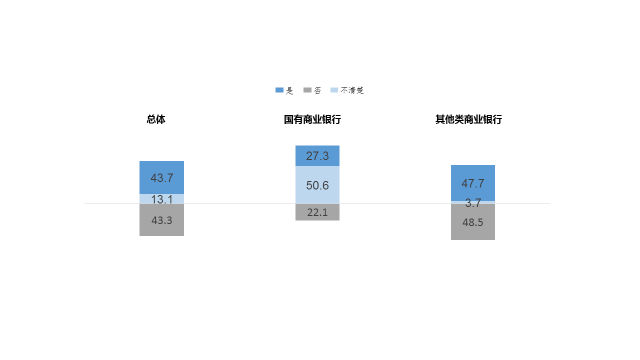 是 否 不清楚
总体 国有商业银行 其他类商业银行
43.7 27.3 47.7
13.1 50.6 3.7
43.3 22.1 48.5